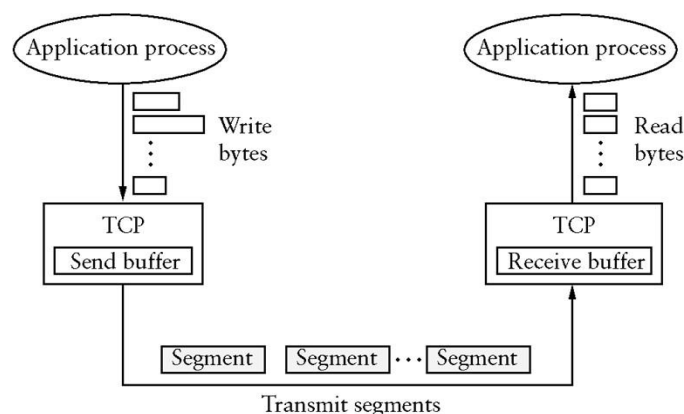 Application process
Application process
Write
bytes
Read
bytes
TCP
TCP
Send buffer
Receive buffer
Segment
Segment
Segment
Transmit segments